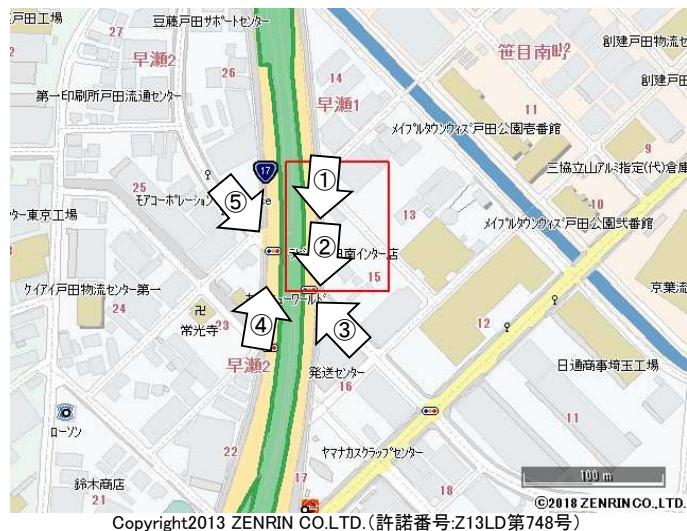 戸田工場
豆藤戸田サポートセンター
笹目南町
創建戸田物流セ
27
早瀬2
26
14
創建戸田
第一印刷所戸田流通センター
早瀬1
11
メイプルタウンウィズ戸田公園壱番館
9
17
①
三協立山アルミ指定(代)倉庫
25
モアコーポレーション
⑤
se
10
13
ター東京工場
②
メイプルタウンウィズ戸田公園弐番館
南インター店
15
ケイアイ戸田物流センター第一
京葉流
24
卍
ューワールド
常光寺
23
④
③
12
早瀬2
発送センター
日通商事埼玉工場
16
ローソン
11
22
ヤマナカスクラップセンター
鈴木商店
21
17
18
100 m
©2018 ZENRIN CO.,LTD.
Copyright2013 ZENRIN CO.LTD.(許諾番号:Z13LD第748号)